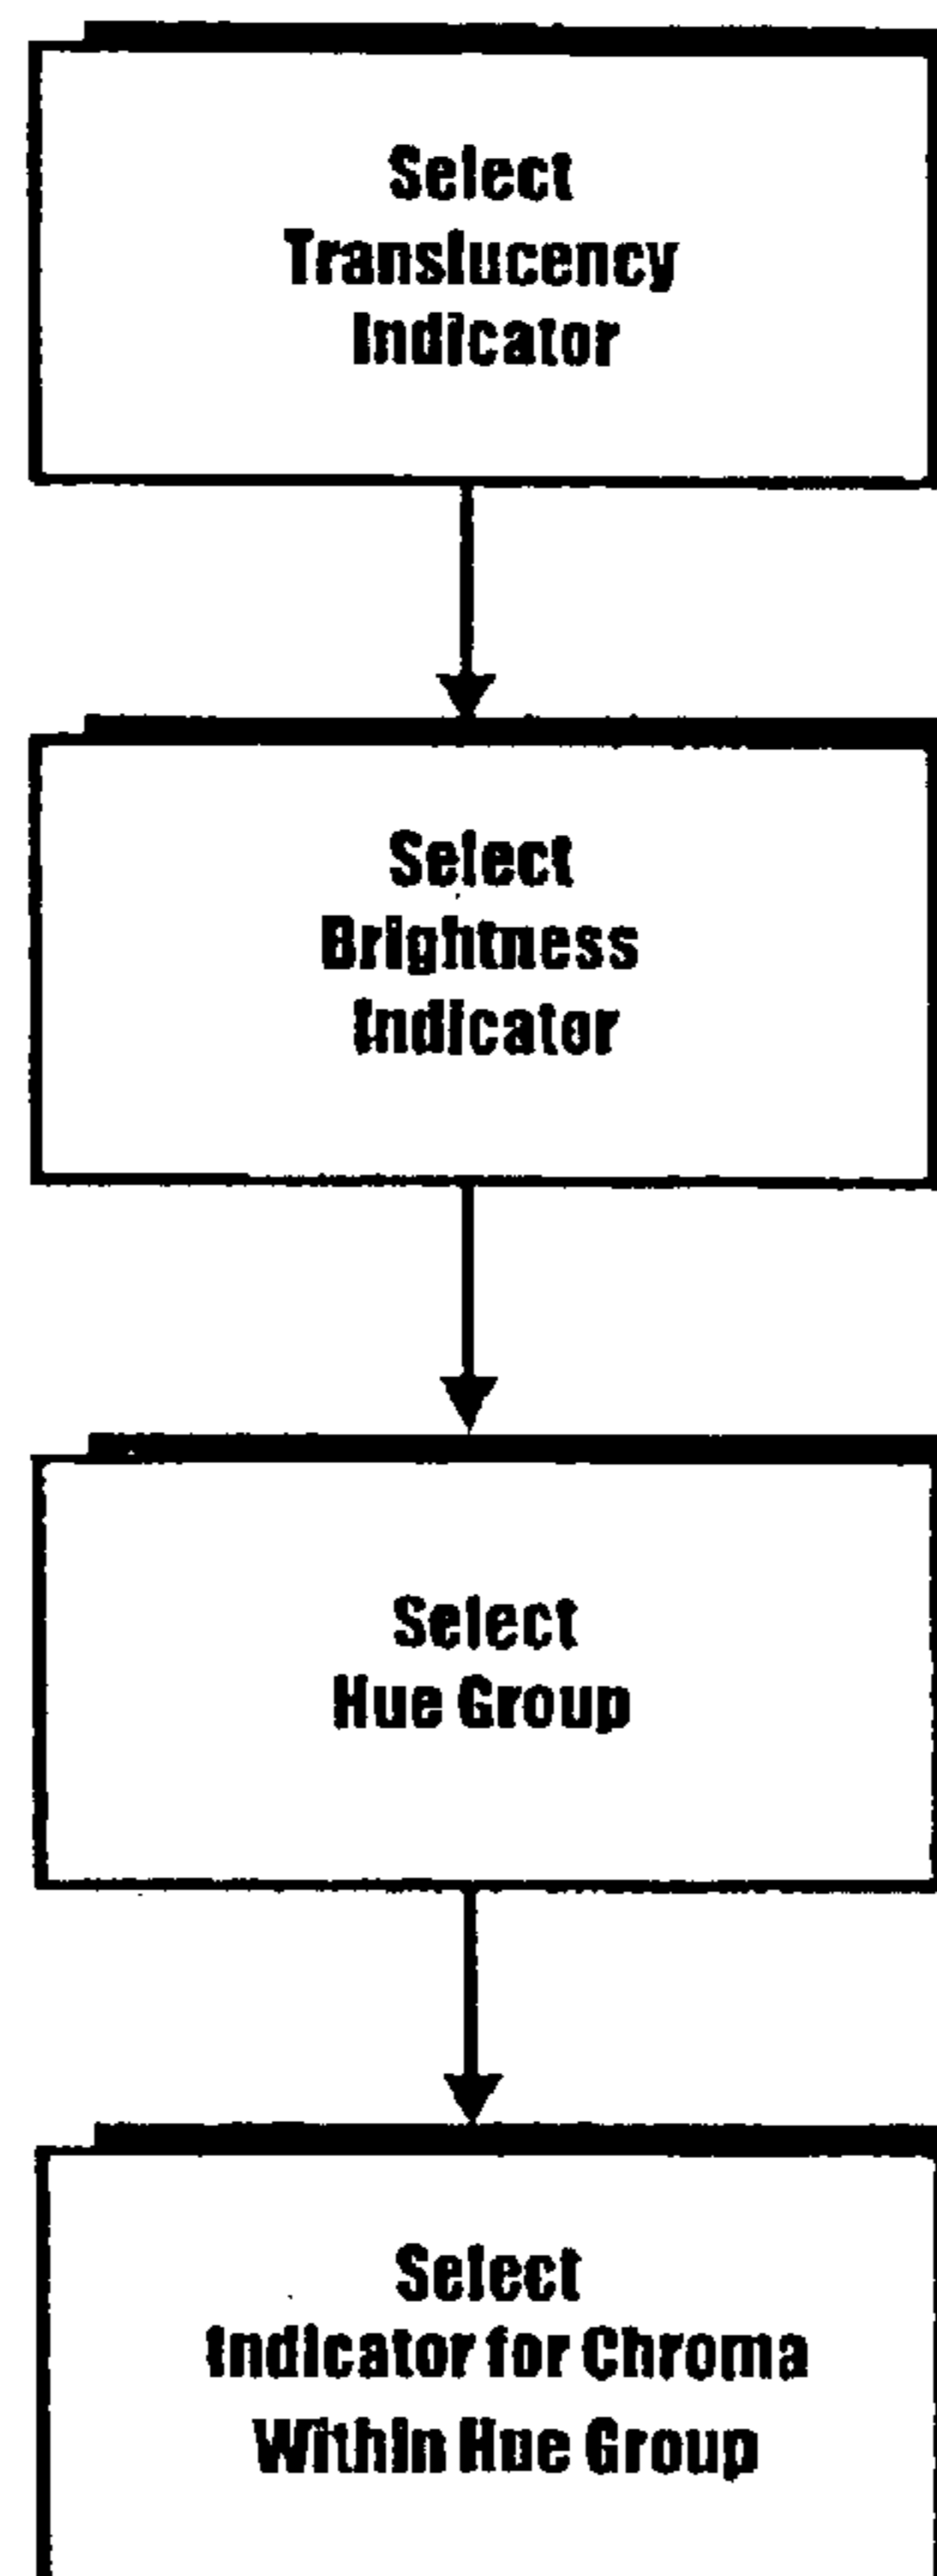 Select
Translucency
Indicator
Select
Brightness
Indicator
Select
Hue Group
Select
Indicator for Chroma
Within Hue Group